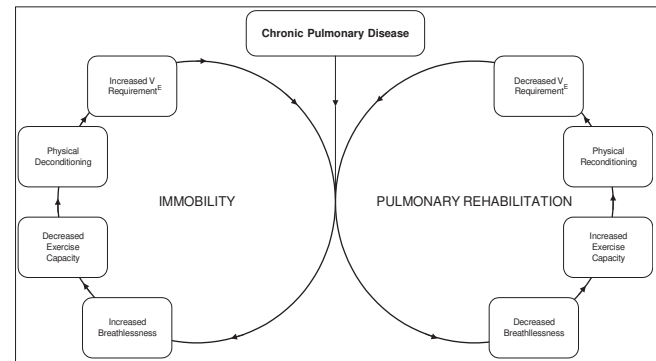 Chronic Pulmonary Disease
Increased V
Requirement E
Physical
Deconditioning
Decreased
Exercise
Capacity
Increased
Breathlessness
IMMOBILITY
PULMONARY REHABILITATION
Decreased V
Requirement E
Physical
Reconditioning
Increased Exercise
Capacity
Decreased
Breathllessness